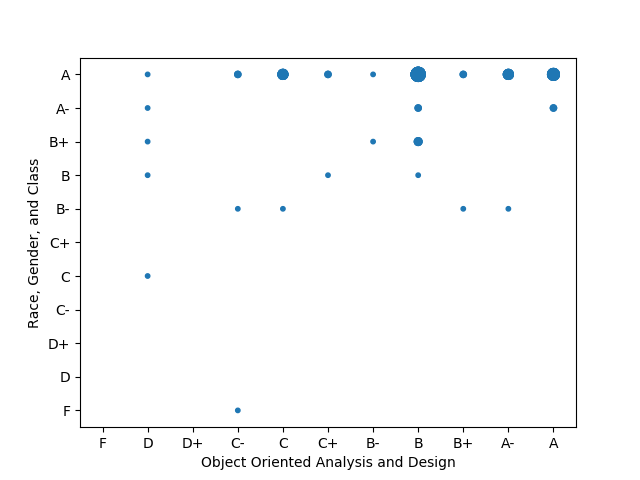 A
A-
B+
B
B-
C+
C
C-
D+
D
F
Race, Gender, and Class
F D D+ C- C C+ B- B B+ A- A
Object Oriented Analysis and Design